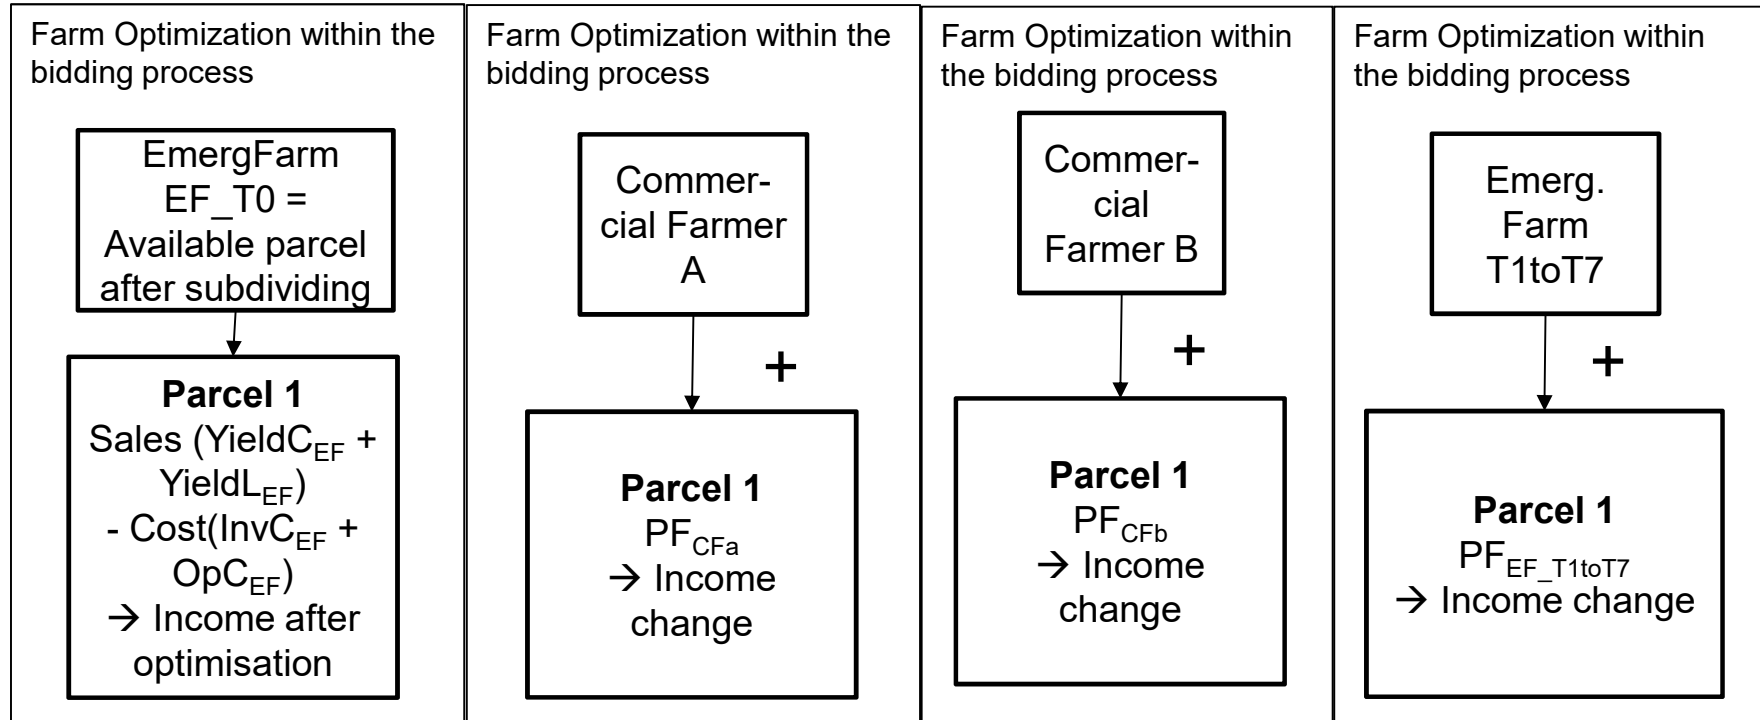 Farm Optimization within the
bidding process
EmergFarm
EF_T0 =
Available parcel
after subdividing
Parcel 1
Sales (YieldC_EF +
YieldL_EF)
- Cost(InvC_EF +
OpC_EF)
→ Income after
optimisation
Farm Optimization within the
bidding process
Commer-
cial Farmer
A
+
Parcel 1
PF_CFa
→ Income
change
Farm Optimization within
the bidding process
Commer-
cial
Farmer B
+
Parcel 1
PF_CFb
→ Income
change
Farm Optimization within
the bidding process
Emerg.
Farm
T1toT7
+
Parcel 1
PF_EF_T1toT7
→ Income change